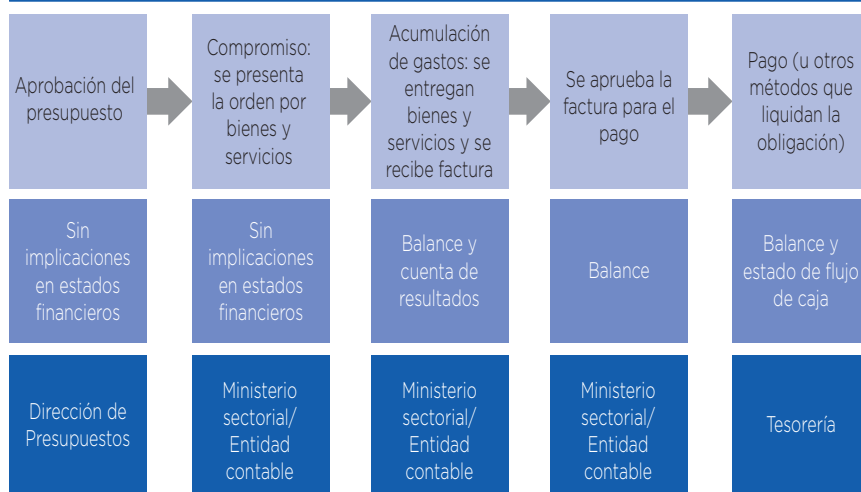 Aprobación del
presupuesto
Compromiso:
se presenta
la orden por
bienes y
servicios
Acumulación
de gastos: se
entregan
bienes y
servicios y se
recibe factura
Se aprueba la
factura para el
pago
Pago (u otros
métodos que
liquidan la
obligación)
Sin
implicaciones
en estados
financieros
Sin
implicaciones
en estados
financieros
Balance y
cuenta de
resultados
Balance
Balance y
estado de flujo
de caja
Dirección de
Presupuestos
Ministerio
sectorial/
Entidad
contable
Ministerio
sectorial/
Entidad
contable
Ministerio
sectorial/
Entidad
contable
Tesorería